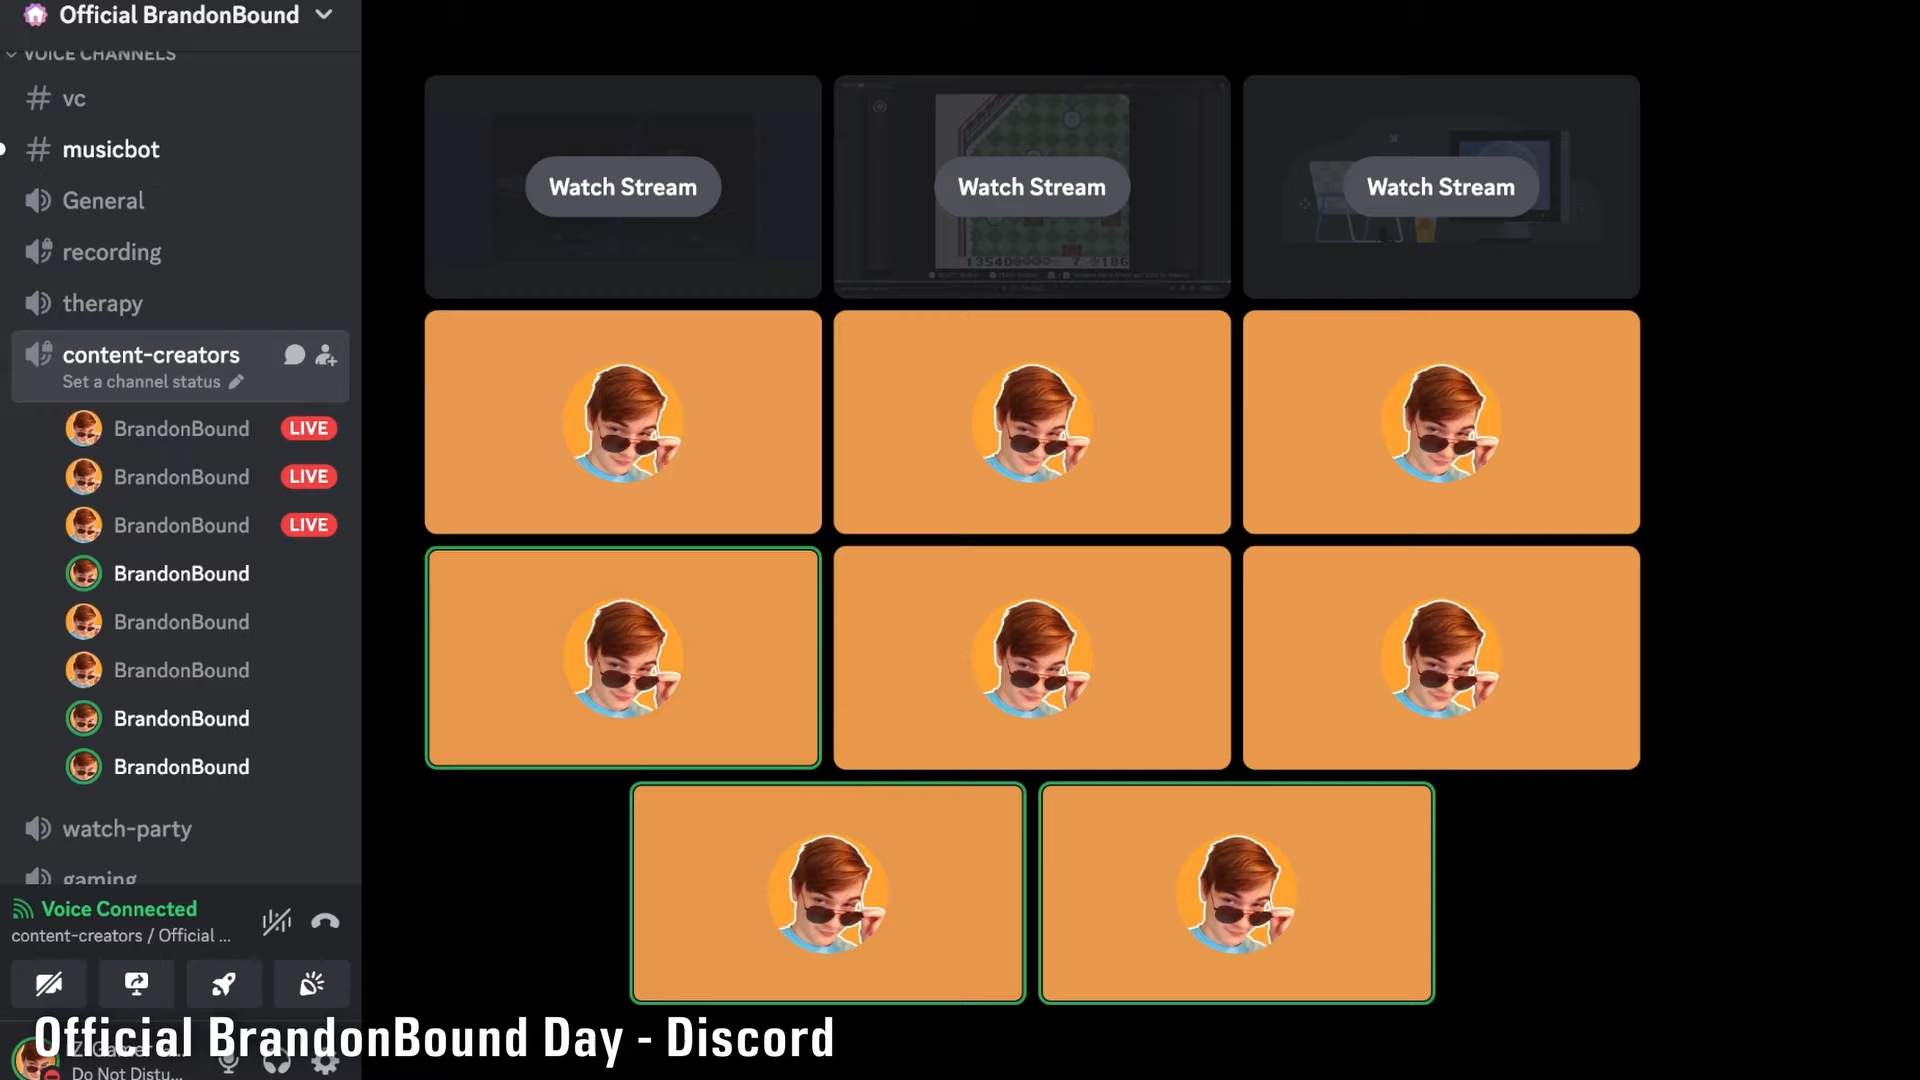 Official BrandonBound
VOICE CHANNELS
vc
musicbot
General
recording
therapy
content-creators
Set a channel status
BrandonBound LIVE
BrandonBound LIVE
BrandonBound LIVE
BrandonBound
BrandonBound
BrandonBound
BrandonBound
BrandonBound
watch-party
gaming
Voice Connected
content-creators / Official ...
Do Not Distu...
Watch Stream
Watch Stream
Watch Stream
Official BrandonBound Day - Discord